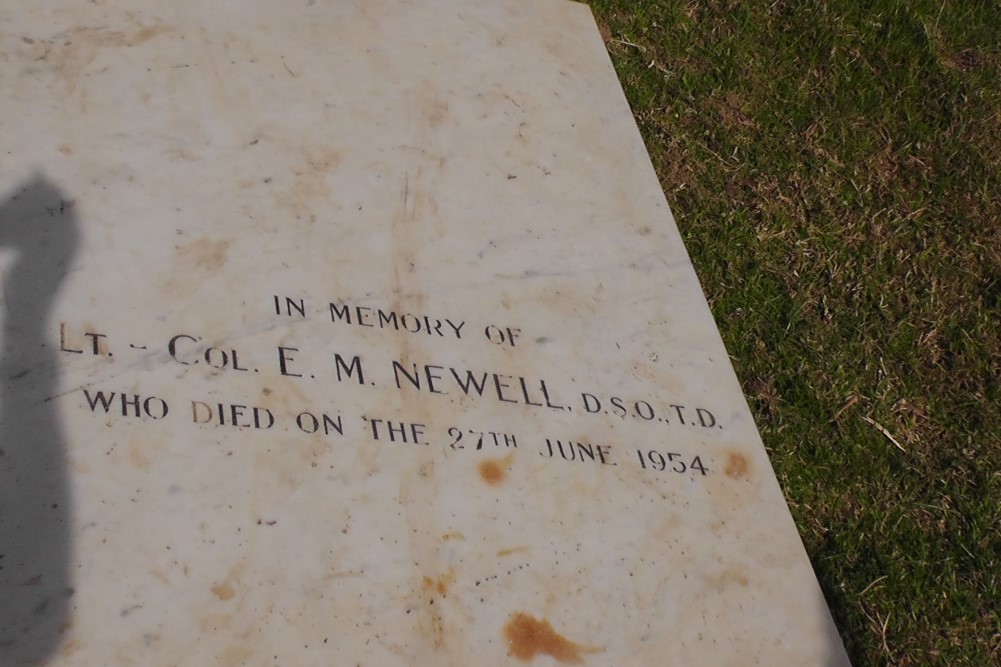 IN MEMORY OF
LT. - COL. E. M. NEWELL, D.S.O., T.D.
WHO DIED ON THE 27TH JUNE 1954